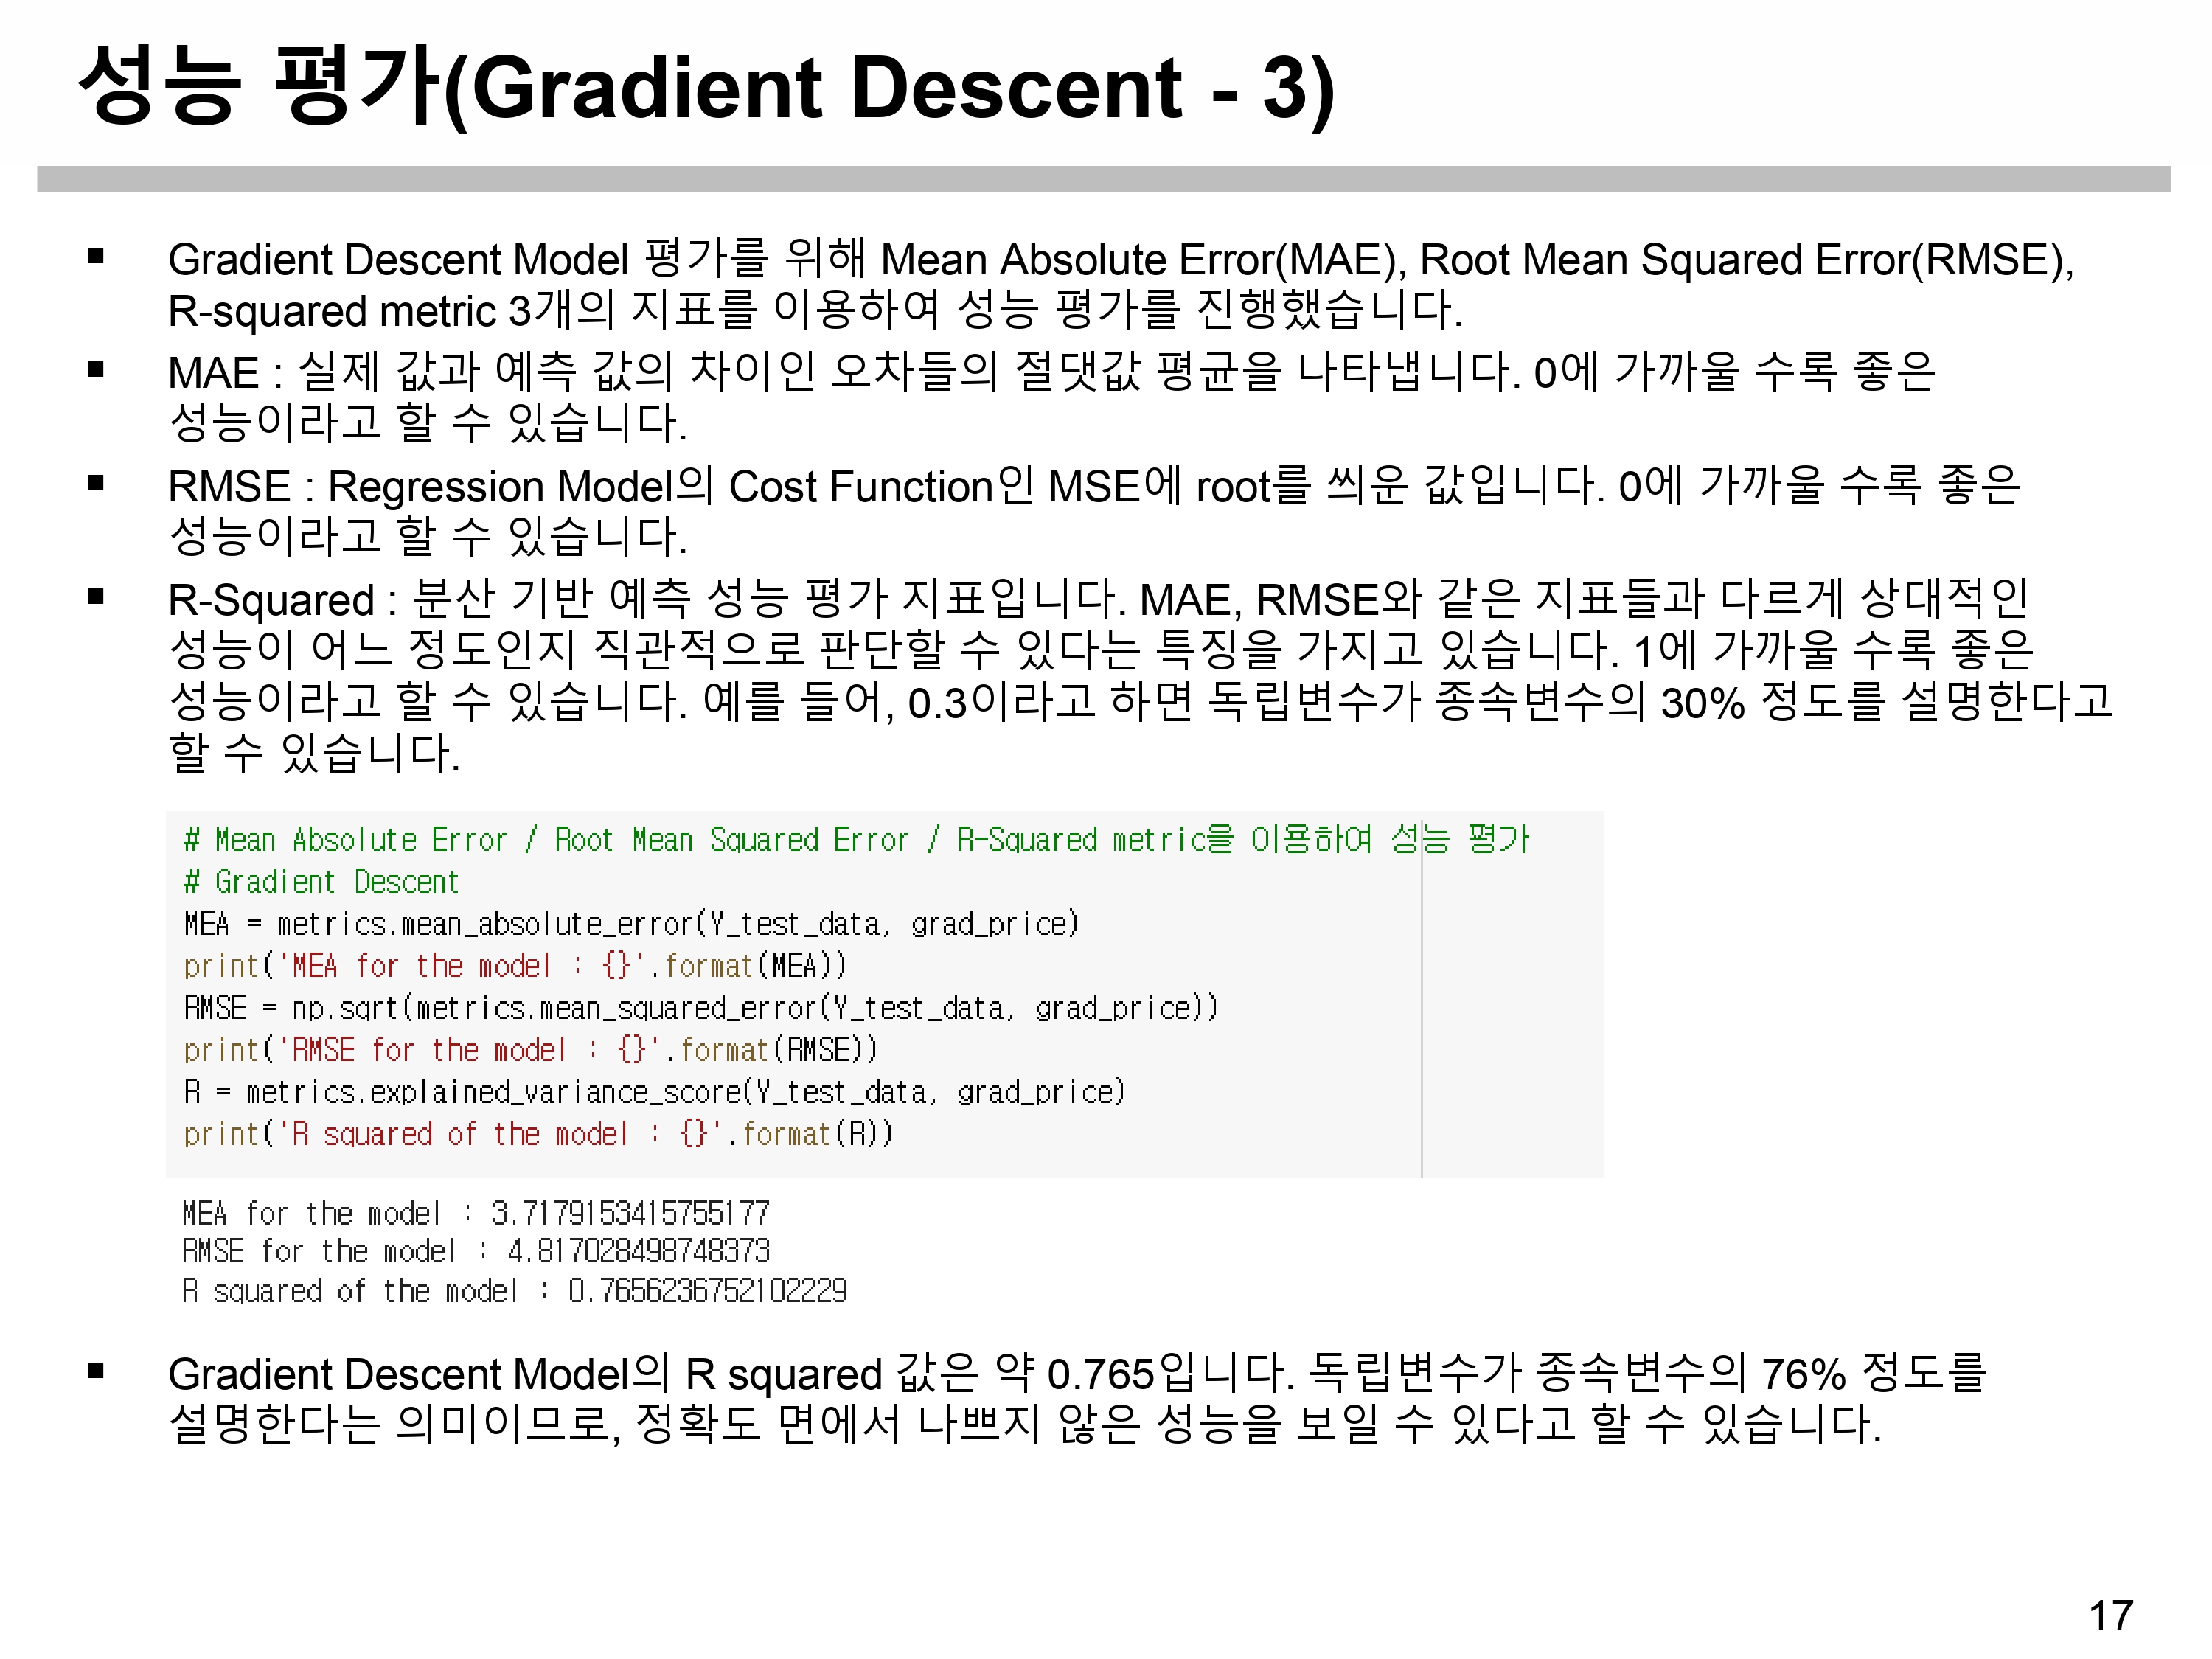 성능 평가(Gradient Descent - 3)
▪ Gradient Descent Model 평가를 위해 Mean Absolute Error(MAE), Root Mean Squared Error(RMSE),
R-squared metric 3개의 지표를 이용하여 성능 평가를 진행했습니다.
▪ MAE : 실제 값과 예측 값의 차이인 오차들의 절댓값 평균을 나타냅니다. 0에 가까울 수록 좋은
성능이라고 할 수 있습니다.
▪ RMSE : Regression Model의 Cost Function인 MSE에 root를 씌운 값입니다. 0에 가까울 수록 좋은
성능이라고 할 수 있습니다.
▪ R-Squared : 분산 기반 예측 성능 평가 지표입니다. MAE, RMSE와 같은 지표들과 다르게 상대적인
성능이 어느 정도인지 직관적으로 판단할 수 있다는 특징을 가지고 있습니다. 1에 가까울 수록 좋은
성능이라고 할 수 있습니다. 예를 들어, 0.3이라고 하면 독립변수가 종속변수의 30% 정도를 설명한다고
할 수 있습니다.
# Mean Absolute Error / Root Mean Squared Error / R-Squared metric을 이용하여 성능 평가
# Gradient Descent
MEA = metrics.mean_absolute_error(Y_test_data, grad_price)
print('MEA for the model : {}'.format(MEA))
RMSE = np.sqrt(metrics.mean_squared_error(Y_test_data, grad_price))
print('RMSE for the model : {}'.format(RMSE))
R = metrics.explained_variance_score(Y_test_data, grad_price)
print('R squared of the model : {}'.format(R))
MEA for the model : 3.7179153415755177
RMSE for the model : 4.817028498748373
R squared of the model : 0.7656236752102229
▪ Gradient Descent Model의 R squared 값은 약 0.765입니다. 독립변수가 종속변수의 76% 정도를
설명한다는 의미이므로, 정확도 면에서 나쁘지 않은 성능을 보일 수 있다고 할 수 있습니다.
17